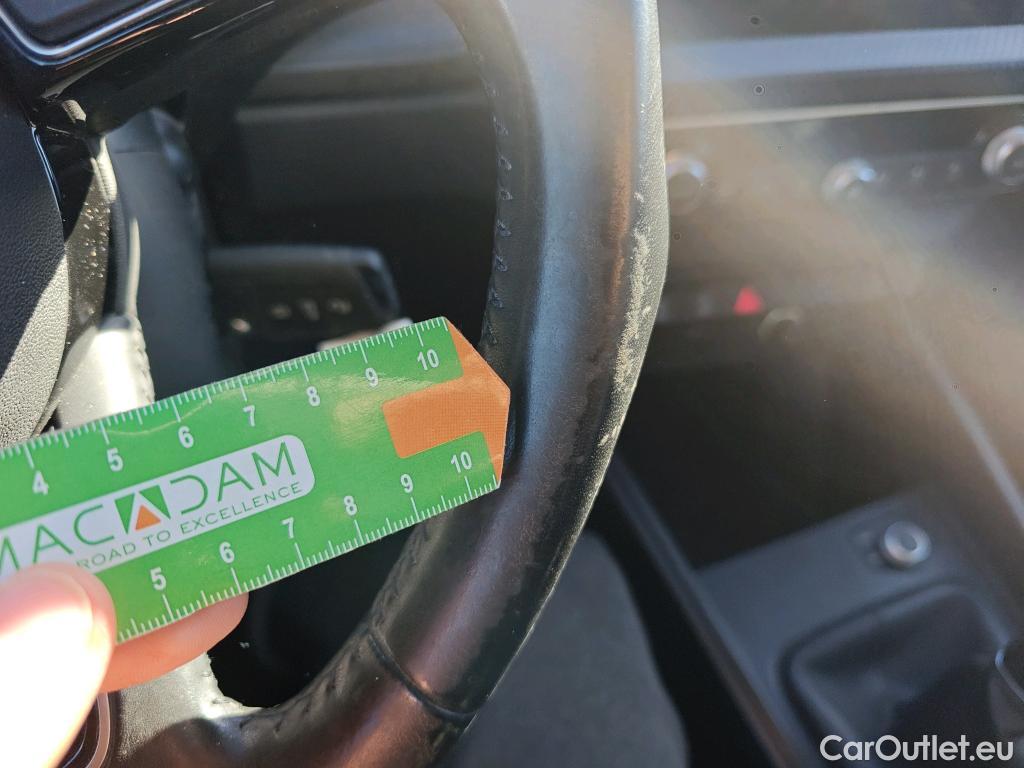 4 5 6 7 8 9 10
MACADAM
ROAD TO EXCELLENCE
5 6 7 8 9 10
CarOutlet.eu